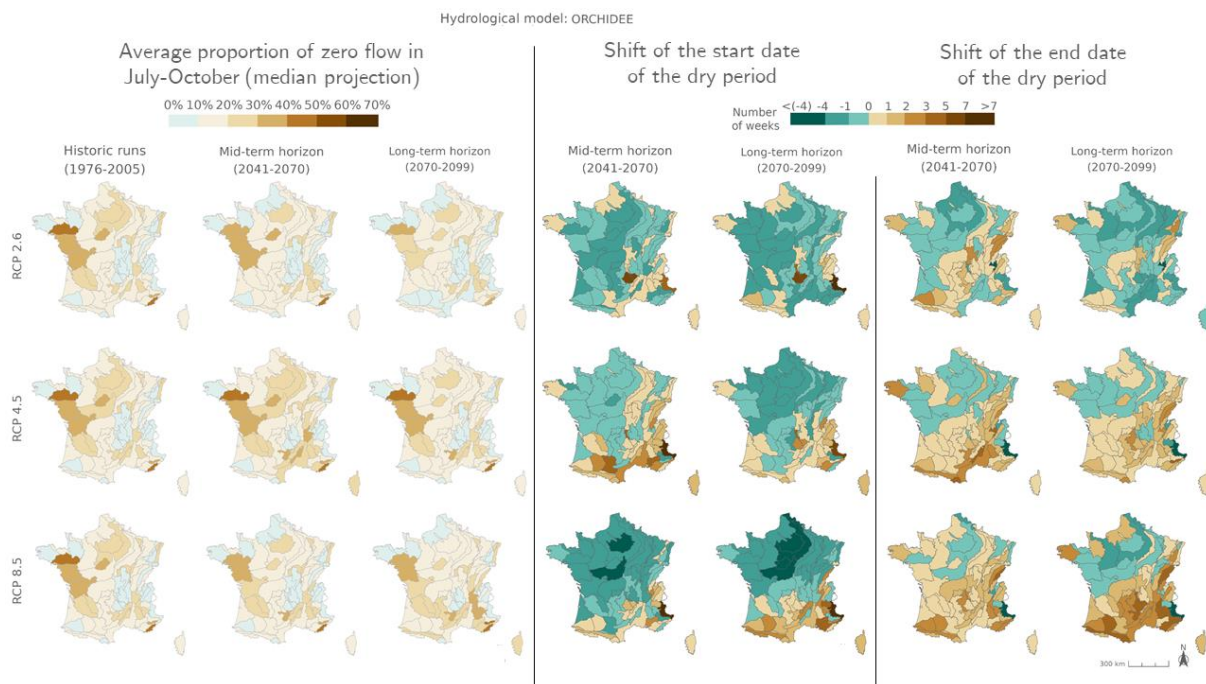 Hydrological model: ORCHIDEE
Average proportion of zero flow in
July-October (median projection)
0% 10% 20% 30% 40% 50% 60% 70%
Historic runs
(1976-2005)
Mid-term horizon
(2041-2070)
Long-term horizon
(2070-2099)
Shift of the start date
of the dry period
Shift of the end date
of the dry period
Number
of weeks
<(-4) -4 -1 0 1 2 3 5 7 >7
Mid-term horizon
(2041-2070)
Long-term horizon
(2070-2099)
Mid-term horizon
(2041-2070)
Long-term horizon
(2070-2099)
RCP 2.6
RCP 4.5
RCP 8.5
300 km
N